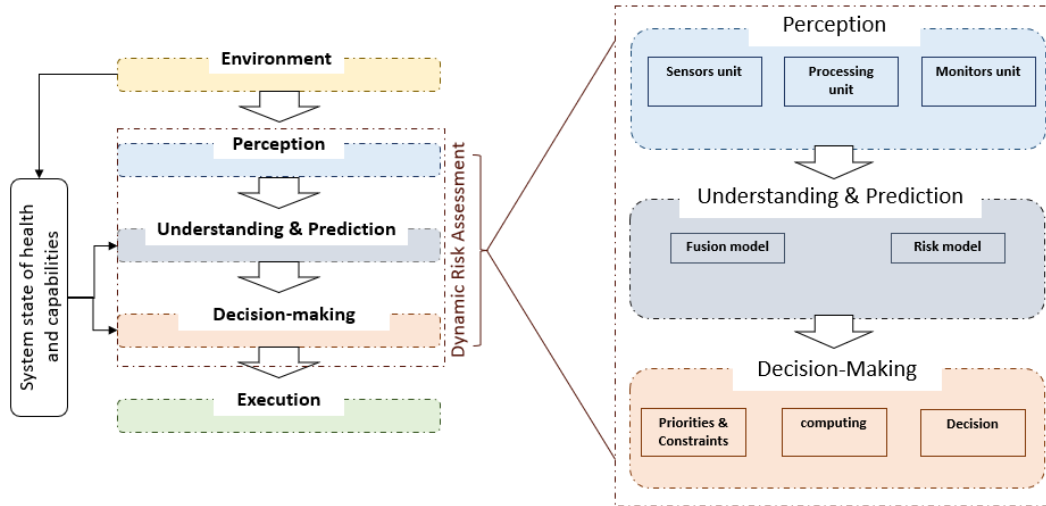 Environment
Perception
Understanding & Prediction
Decision-making
Execution
System state of health
and capabilities
Dynamic Risk Assessment
Perception
Sensors unit
Processing
unit
Monitors unit
Understanding & Prediction
Fusion model
Risk model
Decision-Making
Priorities &
Constraints
computing
Decision